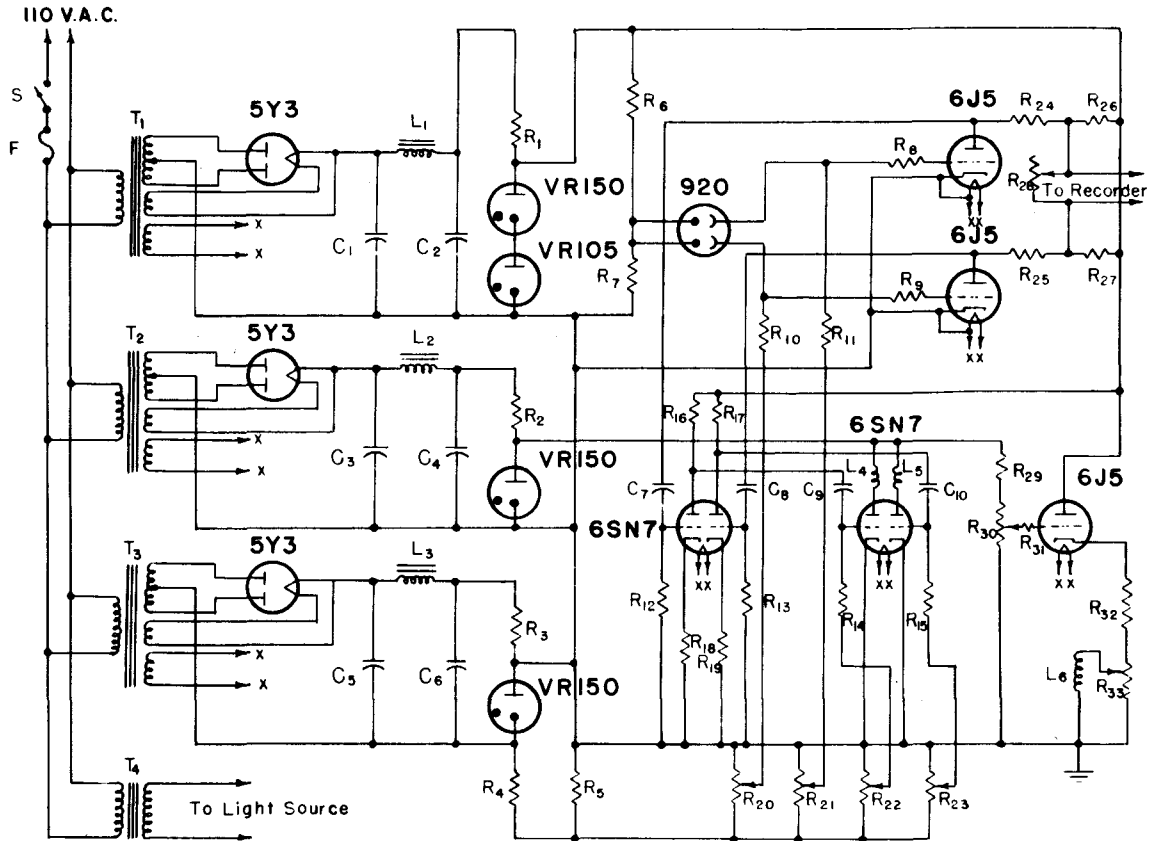 110 V.A.C.
S
F
T1
5Y3
L1
R1
C1
C2
VR150
VR105
R6
920
R7
R8
6J5
R24
R26
R28
To Recorder
XX
6J5
R9
R25
R27
XX
R10
R11
X
X
T2
5Y3
L2
R2
C3
C4
VR150
X
X
R16
R17
6SN7
L4
L5
C7
C8
C9
C10
6SN7
XX
XX
R29
R30
R31
6J5
XX
R12
R13
R14
R15
R18
R19
R32
L6
R33
T3
5Y3
L3
R3
C5
C6
VR150
X
X
T4
To Light Source
R4
R5
R20
R21
R22
R23